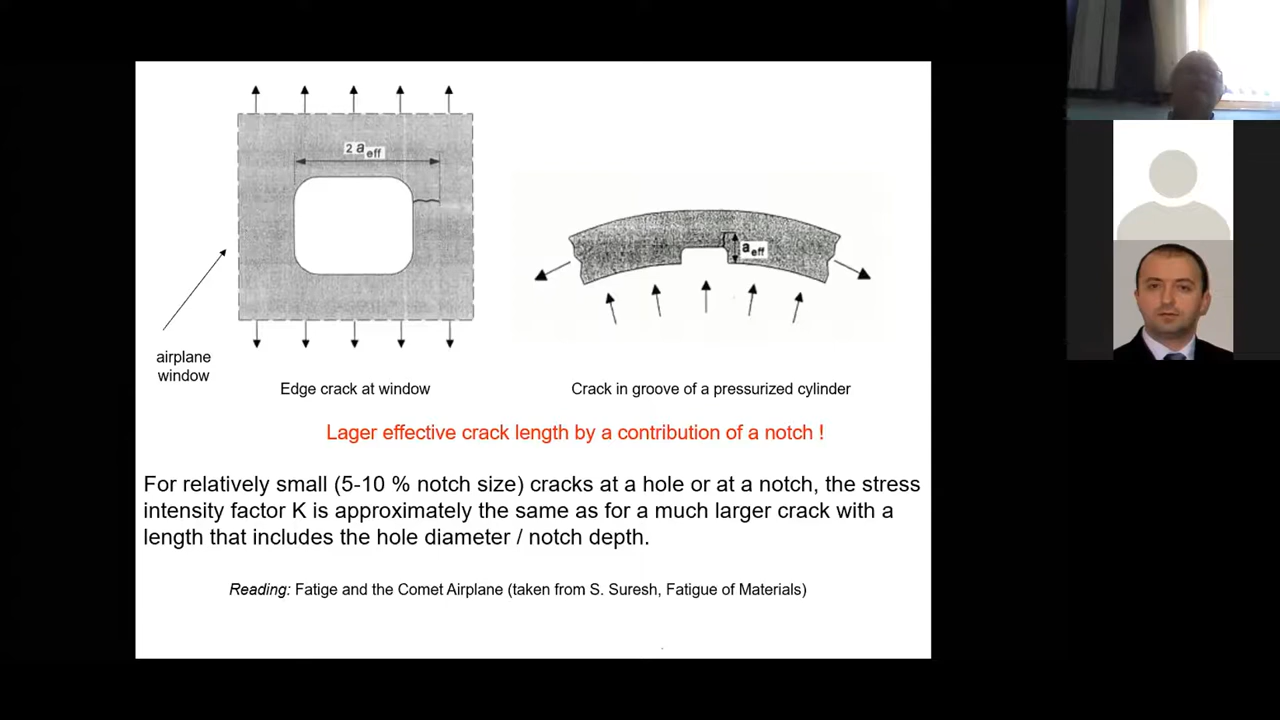 2 a eff
a eff
airplane
window
Edge crack at window
Crack in groove of a pressurized cylinder
Lager effective crack length by a contribution of a notch !
For relatively small (5-10 % notch size) cracks at a hole or at a notch, the stress
intensity factor K is approximately the same as for a much larger crack with a
length that includes the hole diameter / notch depth.
Reading: Fatige and the Comet Airplane (taken from S. Suresh, Fatigue of Materials)